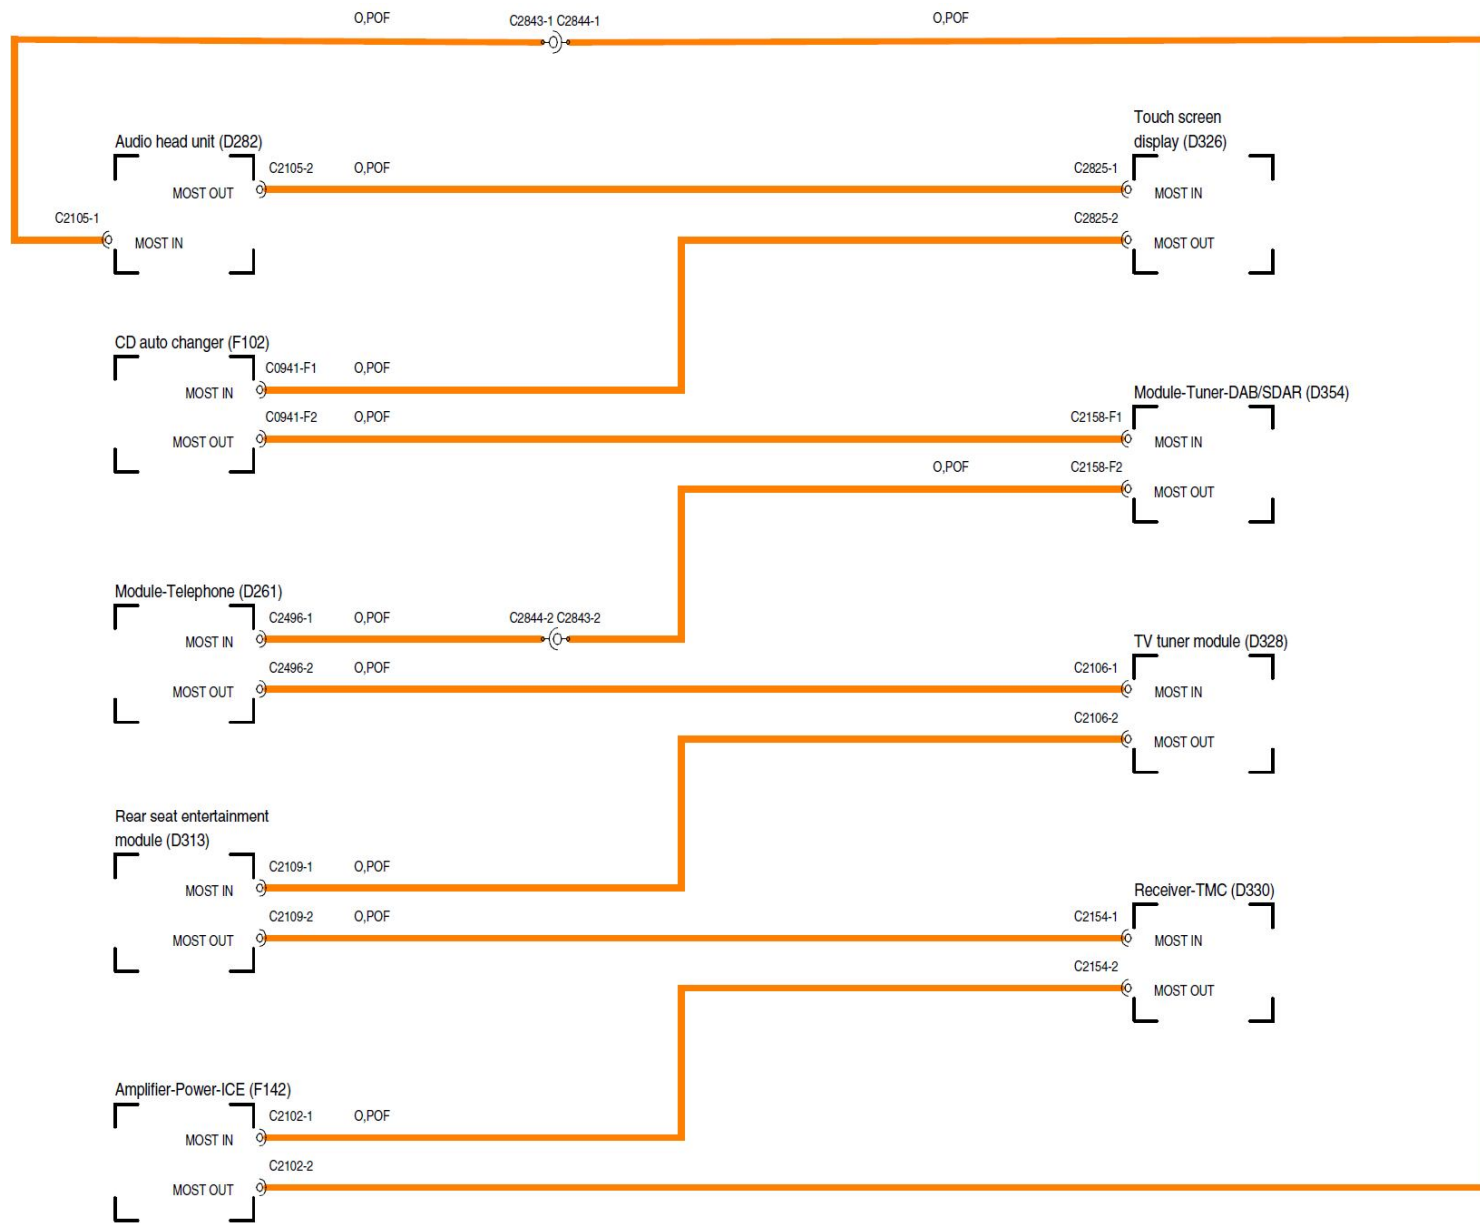 O,POF C2843-1 C2844-1 O,POF
Touch screen
Audio head unit (D282) display (D326)
C2105-2 O,POF C2825-1
MOST OUT MOST IN
C2105-1 C2825-2
MOST IN MOST OUT
CD auto changer (F102)
C0941-F1 O,POF
MOST IN Module-Tuner-DAB/SDAR (D354)
C0941-F2 O,POF C2158-F1
MOST OUT MOST IN
O,POF C2158-F2
MOST OUT
Module-Telephone (D261)
C2496-1 O,POF C2844-2 C2843-2
MOST IN TV tuner module (D328)
C2496-2 O,POF C2106-1
MOST OUT MOST IN
C2106-2
MOST OUT
Rear seat entertainment
module (D313)
C2109-1 O,POF
MOST IN Receiver-TMC (D330)
C2109-2 O,POF C2154-1
MOST OUT MOST IN
C2154-2
MOST OUT
Amplifier-Power-ICE (F142)
C2102-1 O,POF
MOST IN
C2102-2
MOST OUT